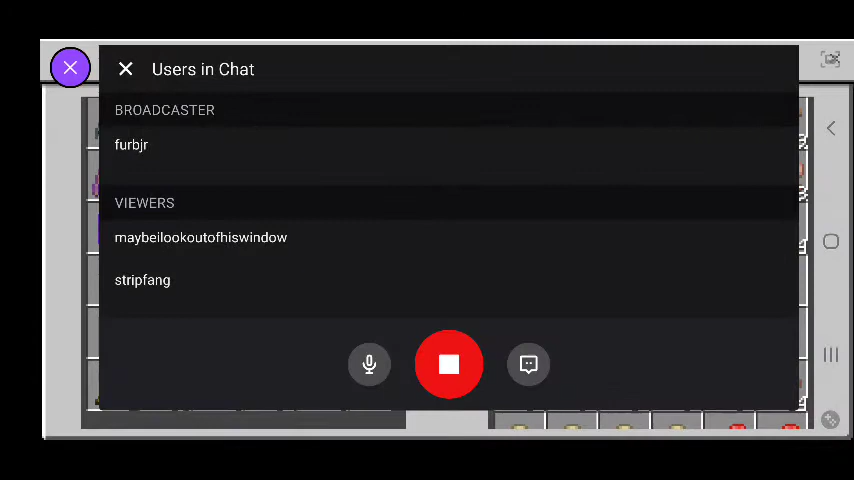 Users in Chat
BROADCASTER
furbjr
VIEWERS
maybeilookoutofhiswindow
stripfang